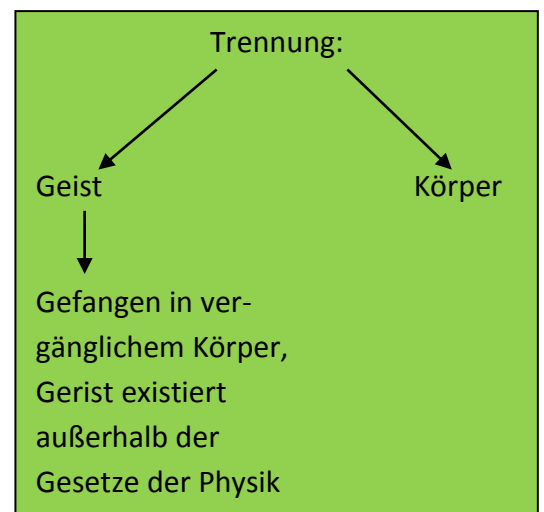 Trennung:
Geist Körper
Gefangen in ver-
gänglichem Körper,
Gerist existiert
außerhalb der
Gesetze der Physik